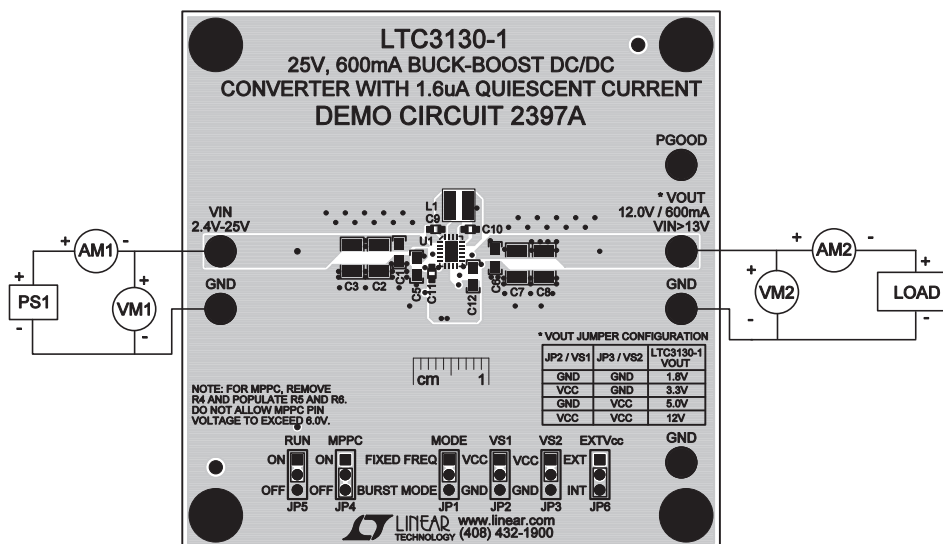 LTC3130-1
25V, 600mA BUCK-BOOST DC/DC
CONVERTER WITH 1.6uA QUIESCENT CURRENT
DEMO CIRCUIT 2397A
PGOOD
VIN
2.4V-25V
* VOUT
12.0V / 600mA
VIN>13V
L1
C9
C10
U1
+ AM1 -
+ AM2 -
+
PS1
-
+
VM1
-
GND
C3
C2
C1
C5
C11
C12
C6
C7
C8
GND
+
VM2
-
+
LOAD
-
* VOUT JUMPER CONFIGURATION
JP2 / VS1 JP3 / VS2 LTC3130-1 VOUT
GND GND 1.8V
VCC GND 3.3V
GND VCC 5.0V
VCC VCC 12V
cm 1
NOTE: FOR MPPC, REMOVE
R4 AND POPULATE R5 AND R6.
DO NOT ALLOW MPPC PIN
VOLTAGE TO EXCEED 6.0V.
GND
RUN MPPC MODE VS1 VS2 EXTVcc
ON ON FIXED FREQ VCC VCC EXT
OFF OFF BURST MODE GND GND INT
JP5 JP4 JP1 JP2 JP3 JP6
LT LINEAR TECHNOLOGY
www.linear.com
(408) 432-1900